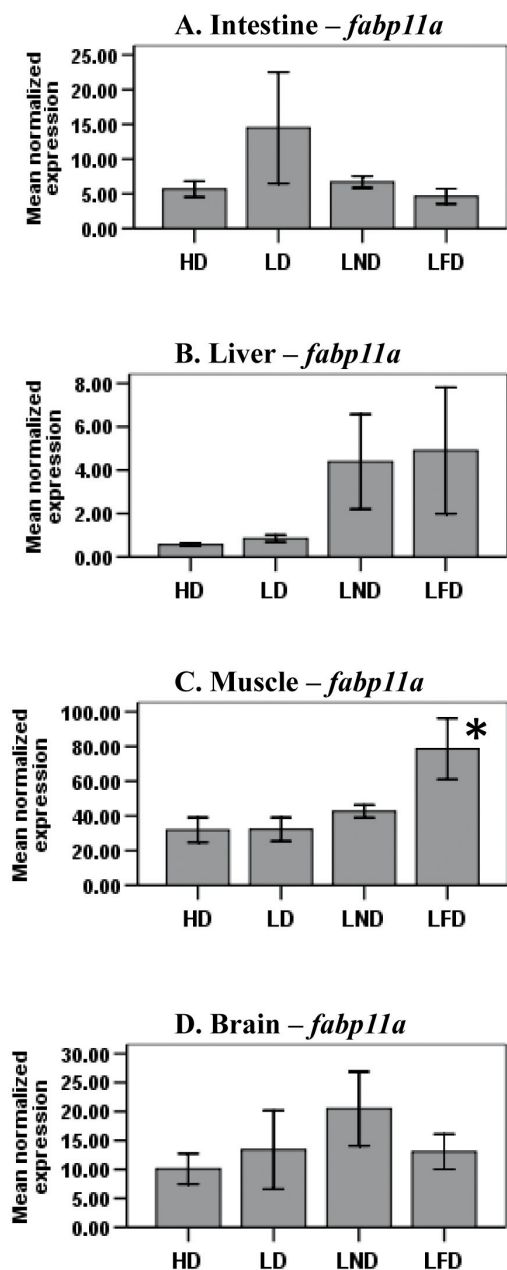 A. Intestine – fabp11a
Mean normalized
expression
25.00
20.00
15.00
10.00
5.00
0.00
HD LD LND LFD
B. Liver – fabp11a
Mean normalized
expression
8.00
6.00
4.00
2.00
0.00
HD LD LND LFD
C. Muscle – fabp11a
Mean normalized
expression
100.00
80.00
60.00
40.00
20.00
0.00
*
HD LD LND LFD
D. Brain – fabp11a
Mean normalized
expression
30.00
25.00
20.00
15.00
10.00
5.00
0.00
HD LD LND LFD